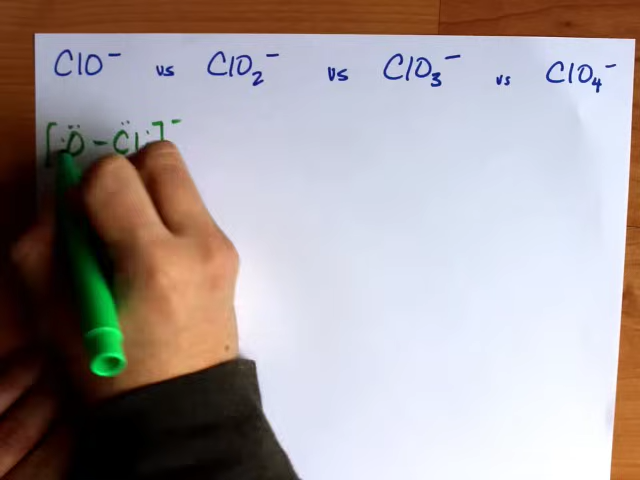 ClO⁻ vs ClO₂⁻ vs ClO₃⁻ vs ClO₄⁻
[:Ö-C̈l:]⁻